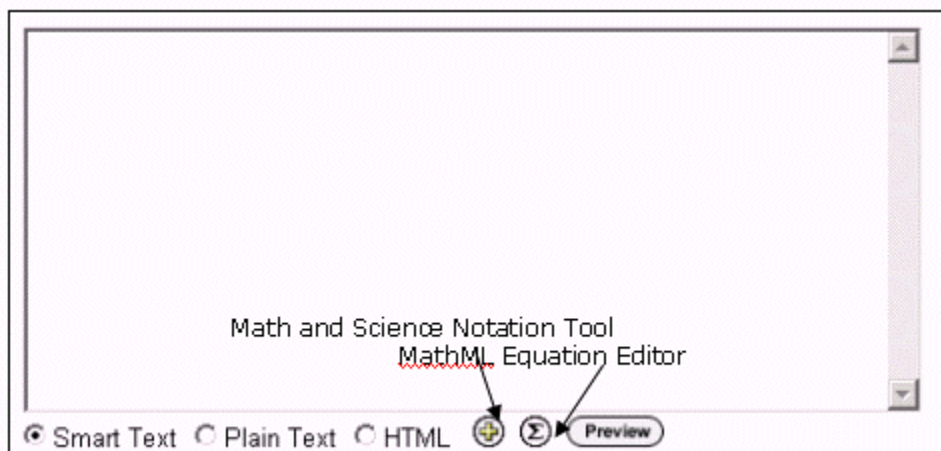 Math and Science Notation Tool
MathML Equation Editor
Smart Text Plain Text HTML Σ Preview